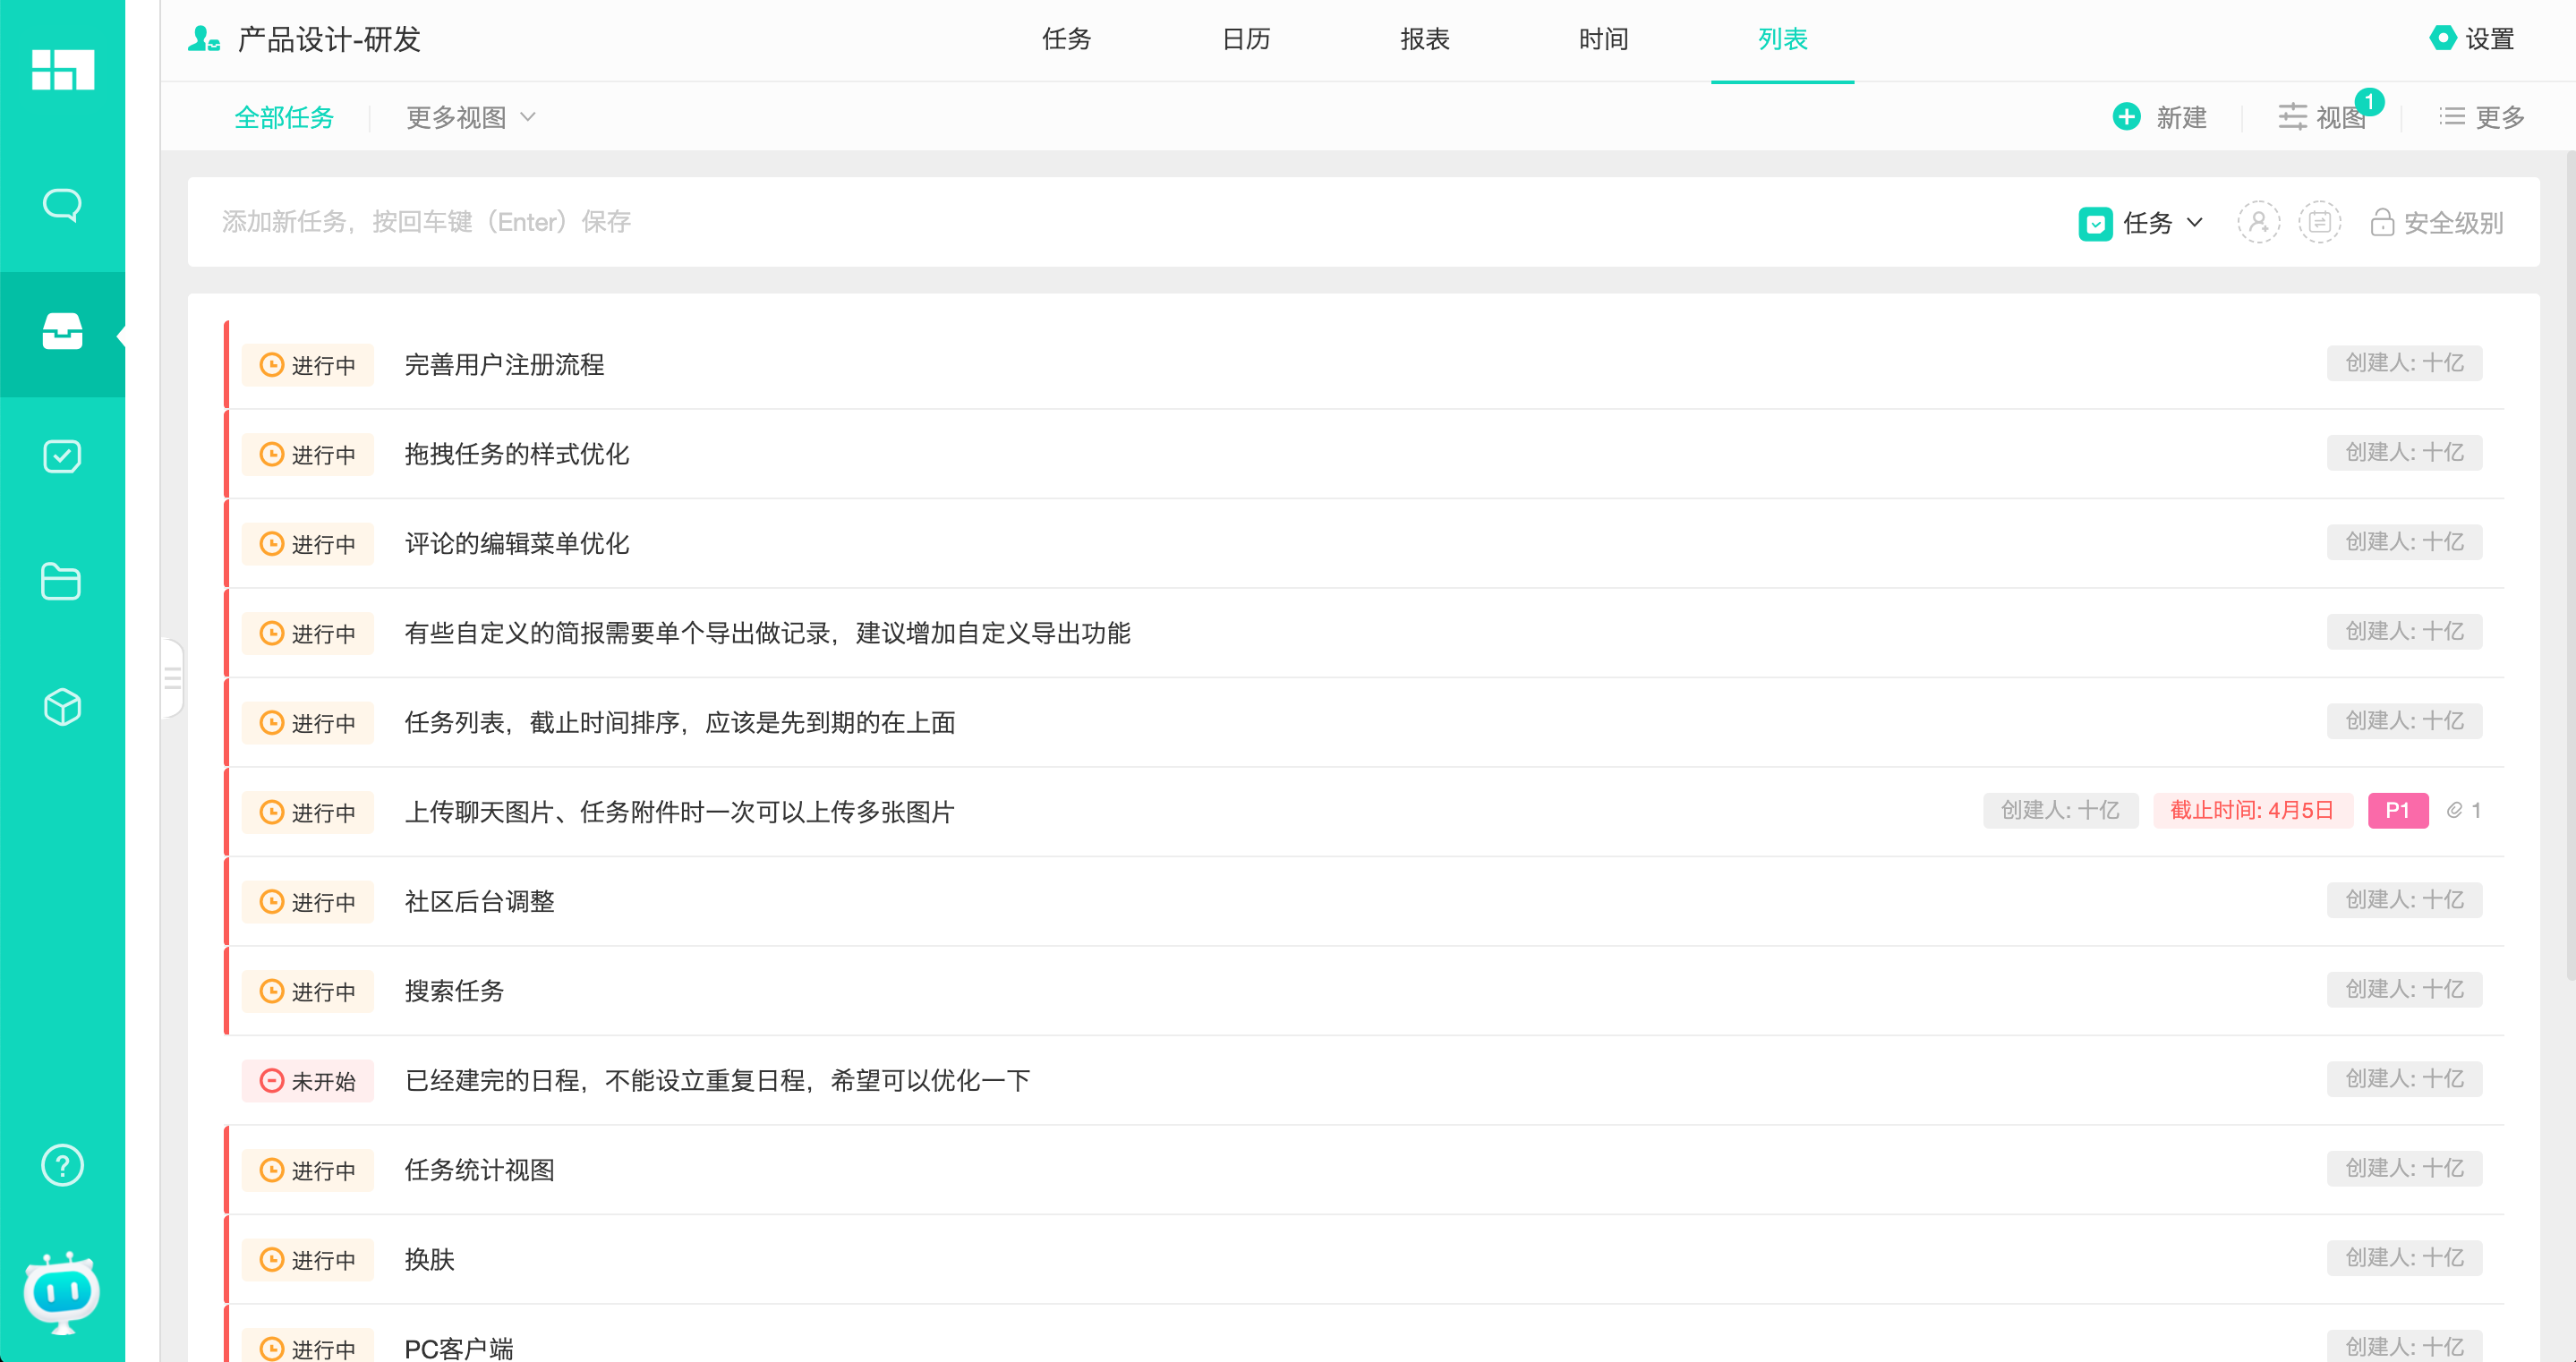 产品设计-研发
任务 日历 报表 时间 列表
设置
全部任务 更多视图
新建 视图 1 更多
添加新任务，按回车键（Enter）保存
任务 安全级别
进行中 完善用户注册流程 创建人: 十亿
进行中 拖拽任务的样式优化 创建人: 十亿
进行中 评论的编辑菜单优化 创建人: 十亿
进行中 有些自定义的简报需要单个导出做记录，建议增加自定义导出功能 创建人: 十亿
进行中 任务列表，截止时间排序，应该是先到期的在上面 创建人: 十亿
进行中 上传聊天图片、任务附件时一次可以上传多张图片 创建人: 十亿 截止时间: 4月5日 P1 1
进行中 社区后台调整 创建人: 十亿
进行中 搜索任务 创建人: 十亿
未开始 已经建完的日程，不能设立重复日程，希望可以优化一下 创建人: 十亿
进行中 任务统计视图 创建人: 十亿
进行中 换肤 创建人: 十亿
进行中 PC客户端 创建人: 十亿